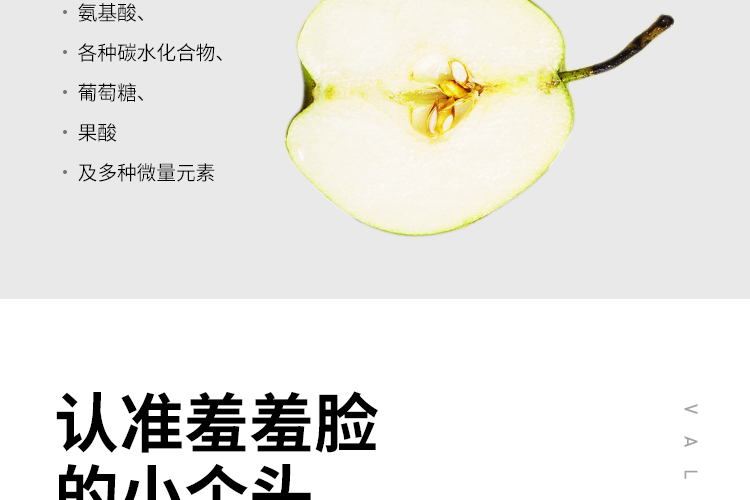 · 氨基酸、
· 各种碳水化合物、
· 葡萄糖、
· 果酸
· 及多种微量元素
认准羞羞脸
的小个头
V A L